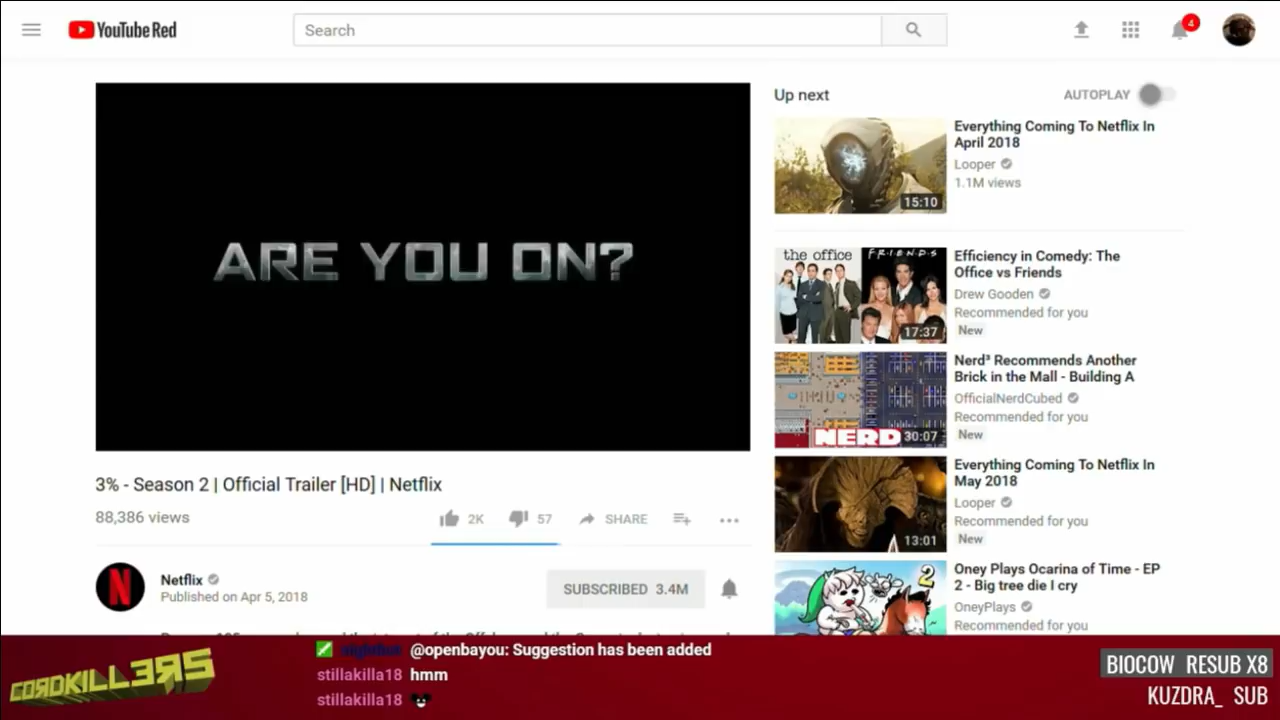 YouTube Red
Search
4
ARE YOU ON?
3% - Season 2 | Official Trailer [HD] | Netflix
88,386 views
2K
57
SHARE
N
Netflix
Published on Apr 5, 2018
SUBSCRIBED 3.4M
Up next
AUTOPLAY
15:10
Everything Coming To Netflix In
April 2018
Looper
1.1M views
the office
FRIENDS
17:37
Efficiency in Comedy: The
Office vs Friends
Drew Gooden
Recommended for you
New
NERD
30:07
Nerd³ Recommends Another
Brick in the Mall - Building A
OfficialNerdCubed
Recommended for you
New
13:01
Everything Coming To Netflix In
May 2018
Looper
Recommended for you
New
2
Oney Plays Ocarina of Time - EP
2 - Big tree die I cry
OneyPlays
Recommended for you
CORDKILLERS
@openbayou: Suggestion has been added
stillakilla18 hmm
stillakilla18
BIOCOW RESUB X8
KUZDRA_ SUB